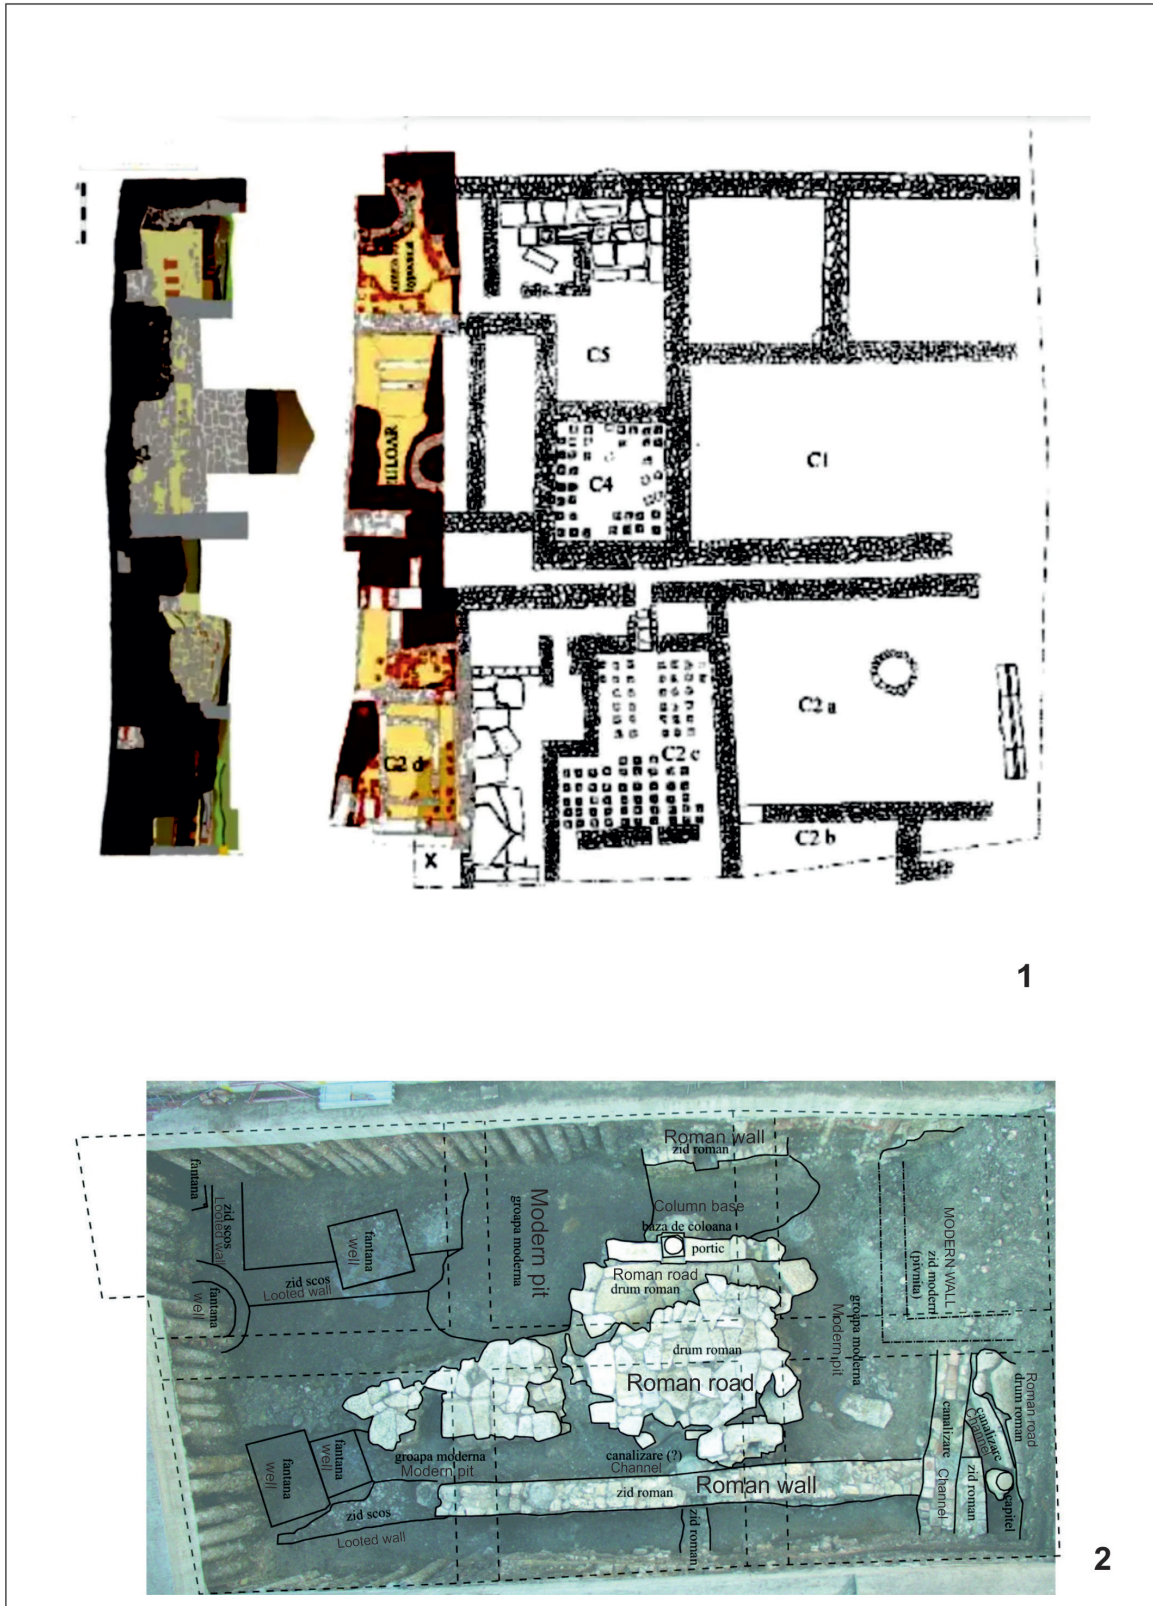 C5
C4
C1
C2 a
C2 c
C2 d
C2 b
X
1
Roman wall
zid roman
fantana
zid scos
Looted wall
Modern pit
groapa moderna
Column base
baza de coloana
portic
fantana
well
MODERN WALL
zid modern
(pivnita)
Roman road
drum roman
zid scos
Looted wall
fantana
well
groapa moderna
Modern pit
drum roman
Roman road
Roman road
drum roman
canalizare
Channel
canalizare
Channel
fantana
well
fantana
well
groapa moderna
Modern pit
canalizare (?)
Channel
Roman wall
zid roman
zid roman
capitel
zid scos
Looted wall
zid roman
2